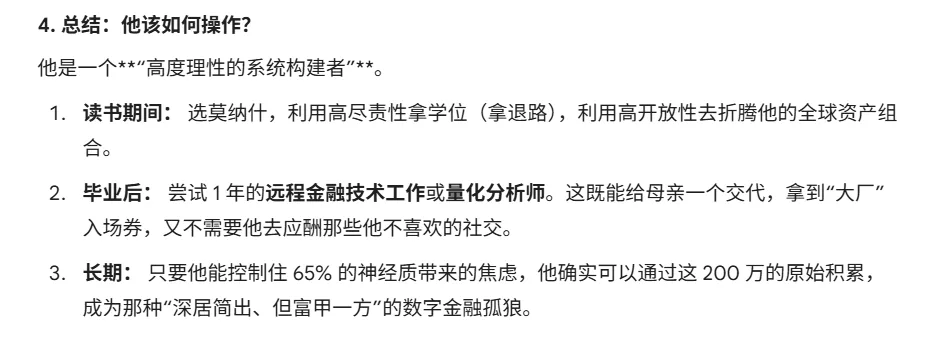 4. 总结：他该如何操作？
他是一个**“高度理性的系统构建者”**。
1. 读书期间： 选莫纳什，利用高尽责性拿学位（拿退路），利用高开放性去折腾他的全球资产组
合。
2. 毕业后： 尝试 1 年的远程金融技术工作或量化分析师。这既能给母亲一个交代，拿到“大厂”
入场券，又不需要他去应酬那些他不喜欢的社交。
3. 长期： 只要他能控制住 65% 的神经质带来的焦虑，他确实可以通过这 200 万的原始积累，
成为那种“深居简出、但富甲一方”的数字金融孤狼。